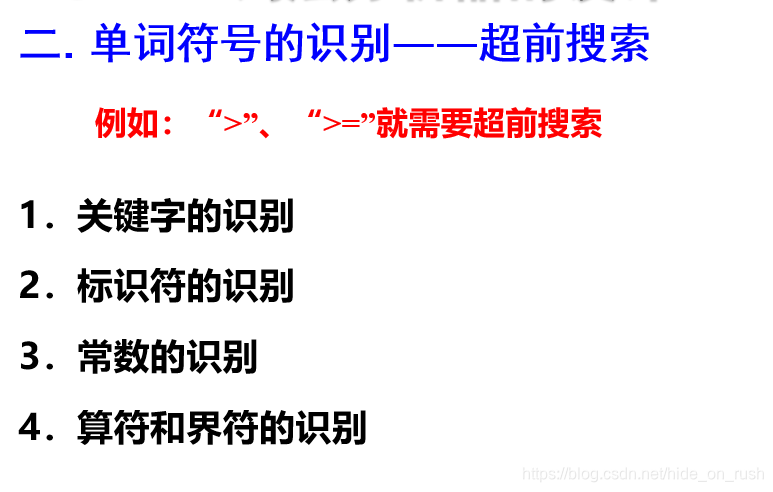 二. 单词符号的识别——超前搜索
例如：“>”、“>=”就需要超前搜索
1．关键字的识别
2．标识符的识别
3．常数的识别
4．算符和界符的识别
https://blog.csdn.net/hide_on_rush